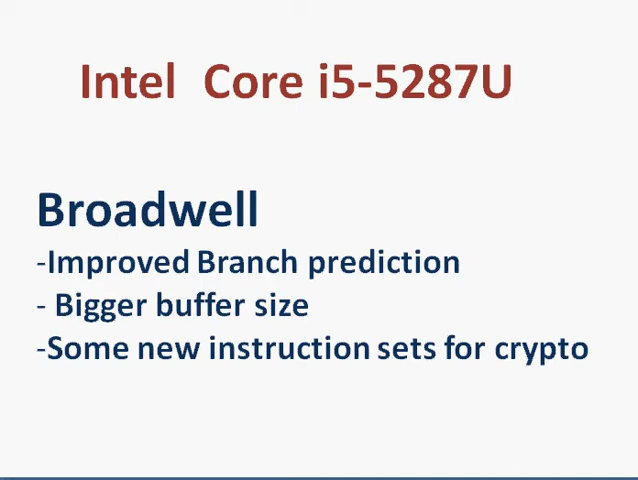 Intel Core i5-5287U
Broadwell
-Improved Branch prediction
- Bigger buffer size
-Some new instruction sets for crypto